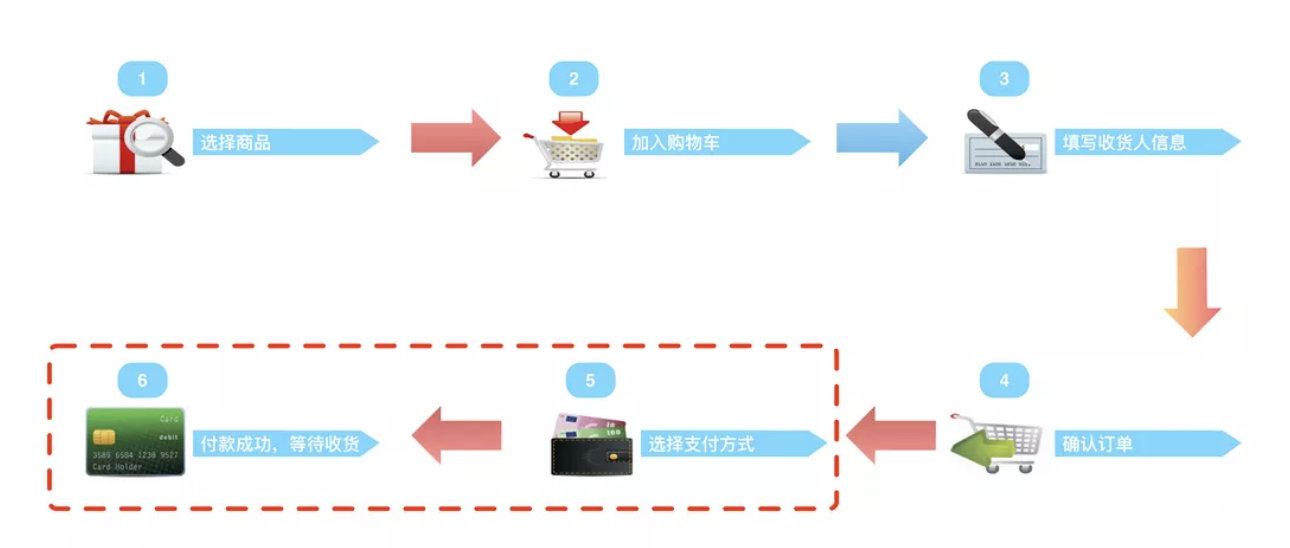 1
选择商品
2
加入购物车
3
填写收货人信息
4
确认订单
5
选择支付方式
6
付款成功，等待收货
Card
debit
3589 6584 1238 9527
Card Holder